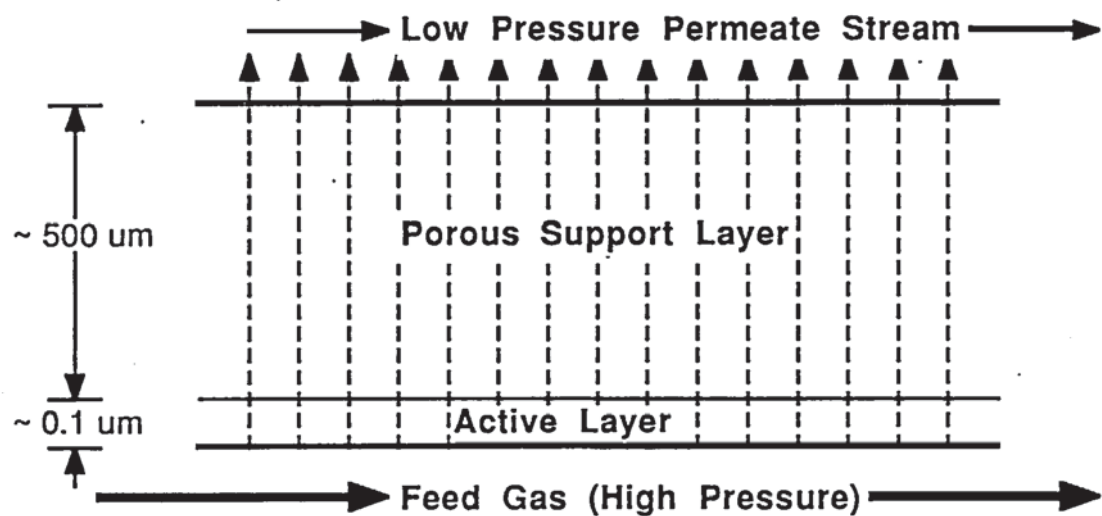 Low Pressure Permeate Stream
~ 500 um
Porous Support Layer
~ 0.1 um
Active Layer
Feed Gas (High Pressure)